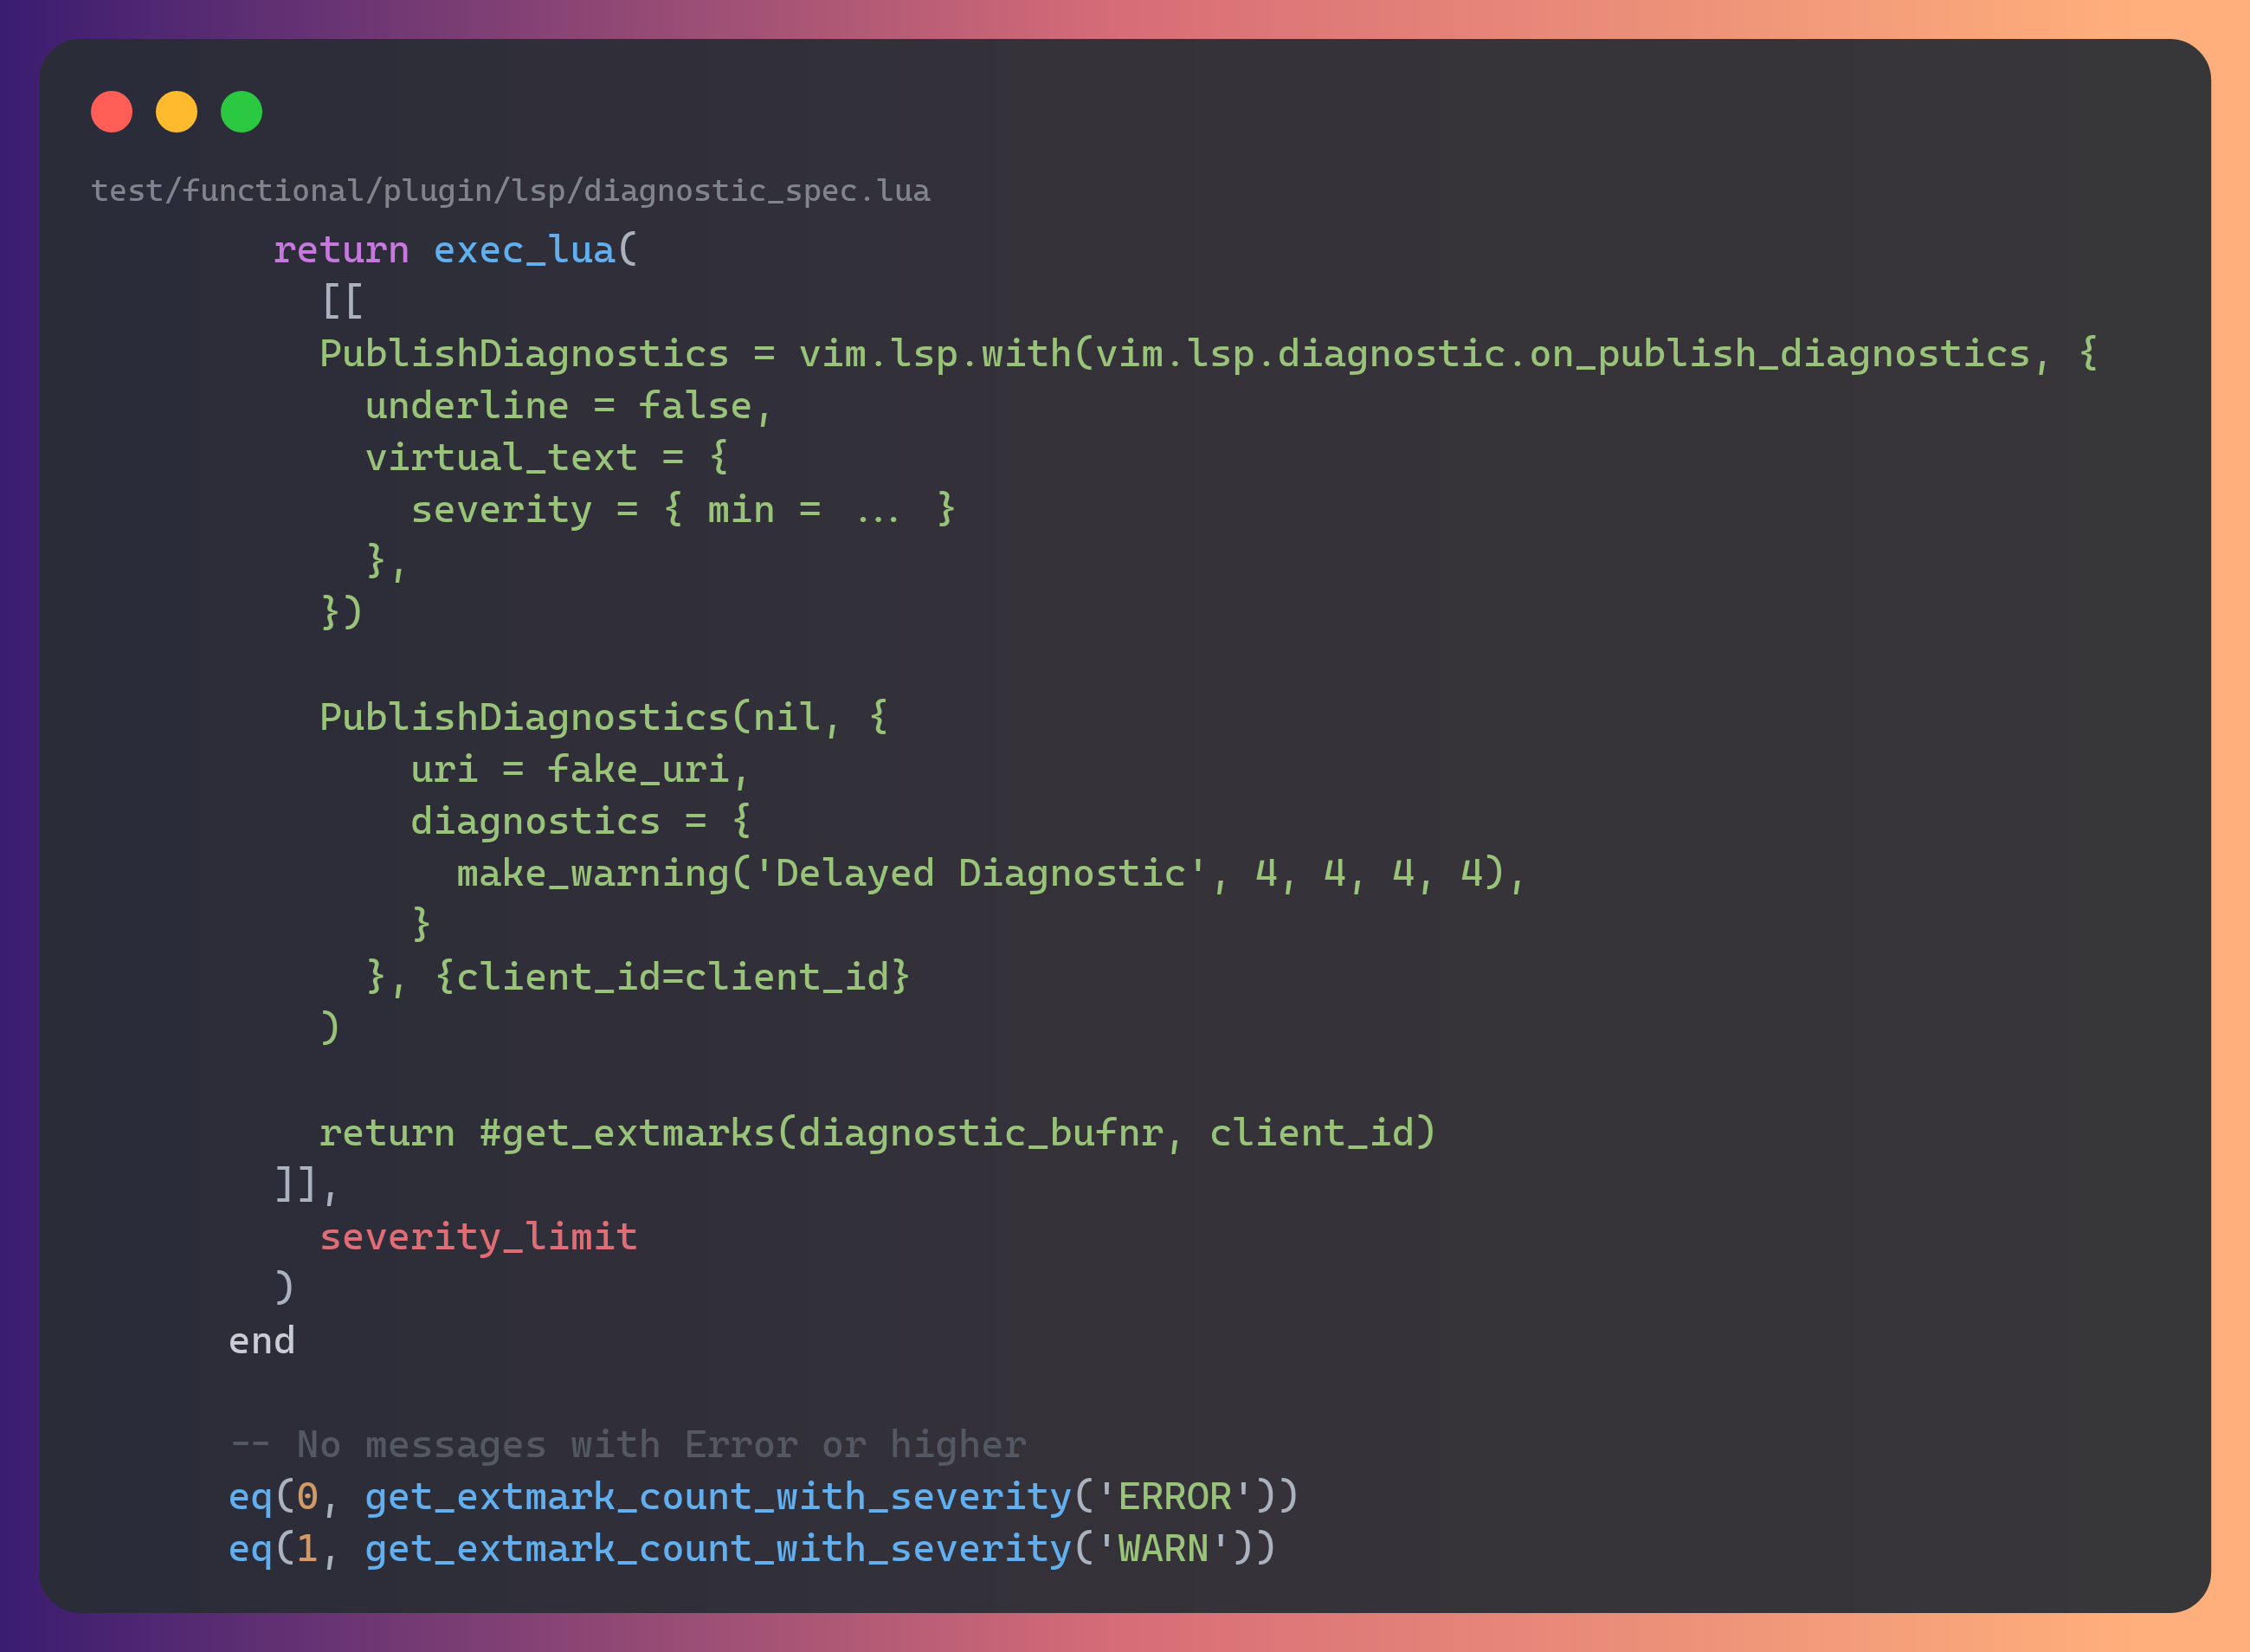 test/functional/plugin/lsp/diagnostic_spec.lua
return exec_lua(
[[
PublishDiagnostics = vim.lsp.with(vim.lsp.diagnostic.on_publish_diagnostics, {
underline = false,
virtual_text = {
severity = { min = ... }
},
})
PublishDiagnostics(nil, {
uri = fake_uri,
diagnostics = {
make_warning('Delayed Diagnostic', 4, 4, 4, 4),
}
}, {client_id=client_id}
)
return #get_extmarks(diagnostic_bufnr, client_id)
]],
severity_limit
)
end
-- No messages with Error or higher
eq(0, get_extmark_count_with_severity('ERROR'))
eq(1, get_extmark_count_with_severity('WARN'))